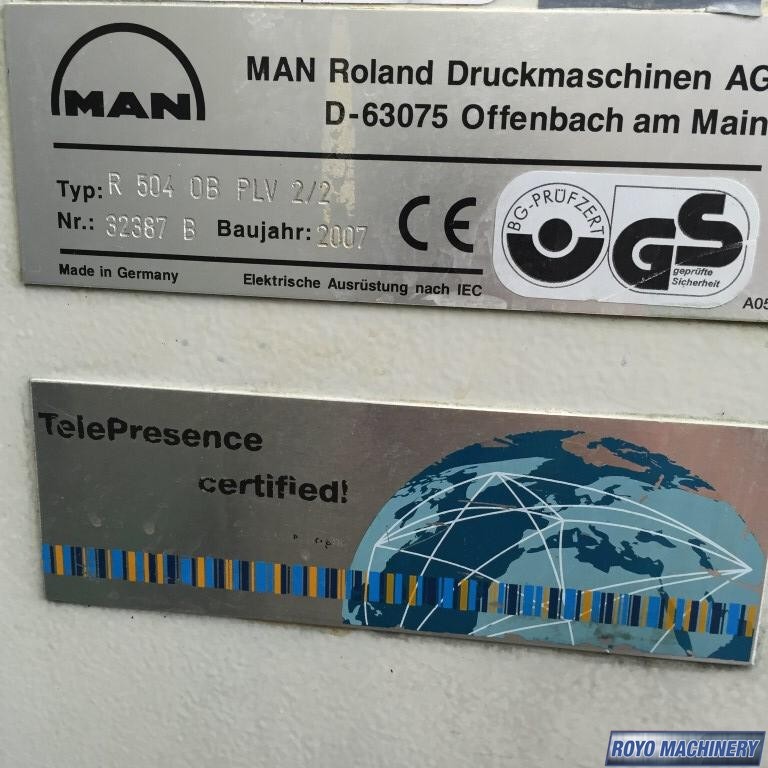 MAN
MAN Roland Druckmaschinen AG
D-63075 Offenbach am Main
Typ: R 504 OB PLV 2/2
Nr.: 32387 B Baujahr: 2007
CE
BG-PRÜFZERT
GS
geprüfte
Sicherheit
Made in Germany
Elektrische Ausrüstung nach IEC
A05
TelePresence
certified!
ROYO MACHINERY